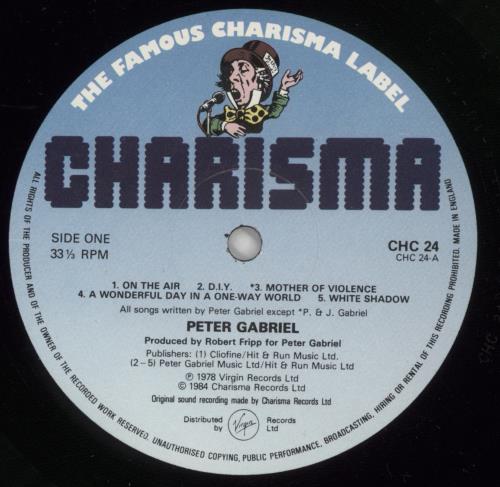 THE FAMOUS CHARISMA LABEL
CHARISMA
SIDE ONE
33⅓ RPM
CHC 24
CHC 24-A
1. ON THE AIR 2. D.I.Y. *3. MOTHER OF VIOLENCE
4. A WONDERFUL DAY IN A ONE-WAY WORLD 5. WHITE SHADOW
All songs written by Peter Gabriel except *P. & J. Gabriel
PETER GABRIEL
Produced by Robert Fripp for Peter Gabriel
Publishers: (1) Cliofine/Hit & Run Music Ltd.
(2–5) Peter Gabriel Music Ltd/Hit & Run Music Ltd
℗ 1978 Virgin Records Ltd
© 1984 Charisma Records Ltd
Original sound recording made by Charisma Records Ltd
Distributed by Virgin Records Ltd
ALL RIGHTS OF THE PRODUCER AND OF THE OWNER OF THE RECORDED WORK RESERVED. UNAUTHORISED COPYING, PUBLIC PERFORMANCE, BROADCASTING, HIRING OR RENTAL OF THIS RECORDING PROHIBITED. MADE IN ENGLAND